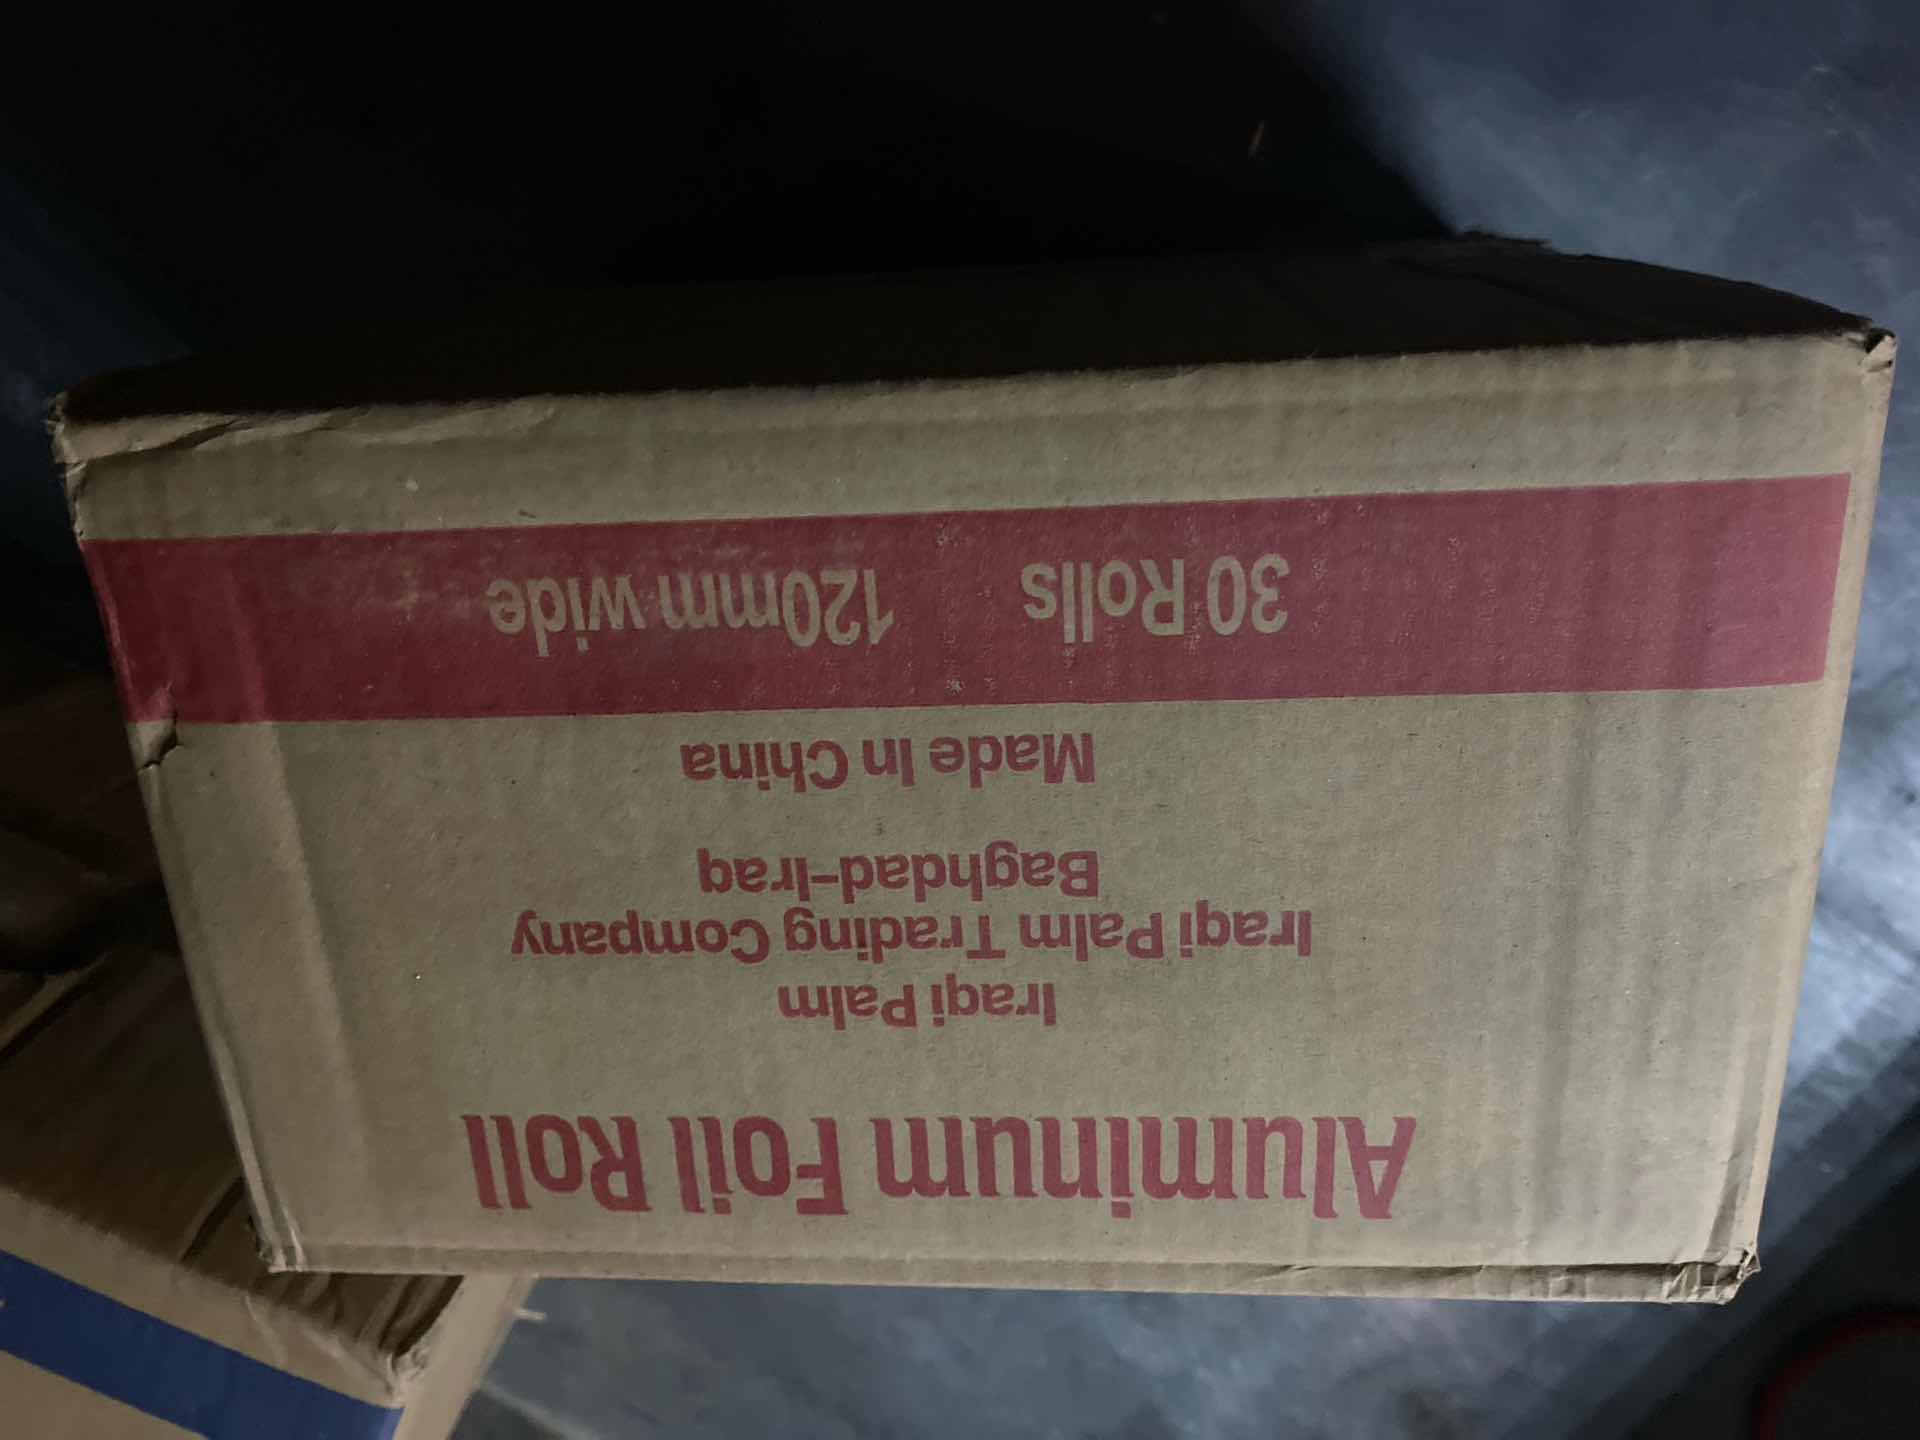 Aluminum Foil Roll
Iraqi Palm
Iraqi Palm Trading Company
Baghdad-Iraq
Made In China
30 Rolls 120mm wide